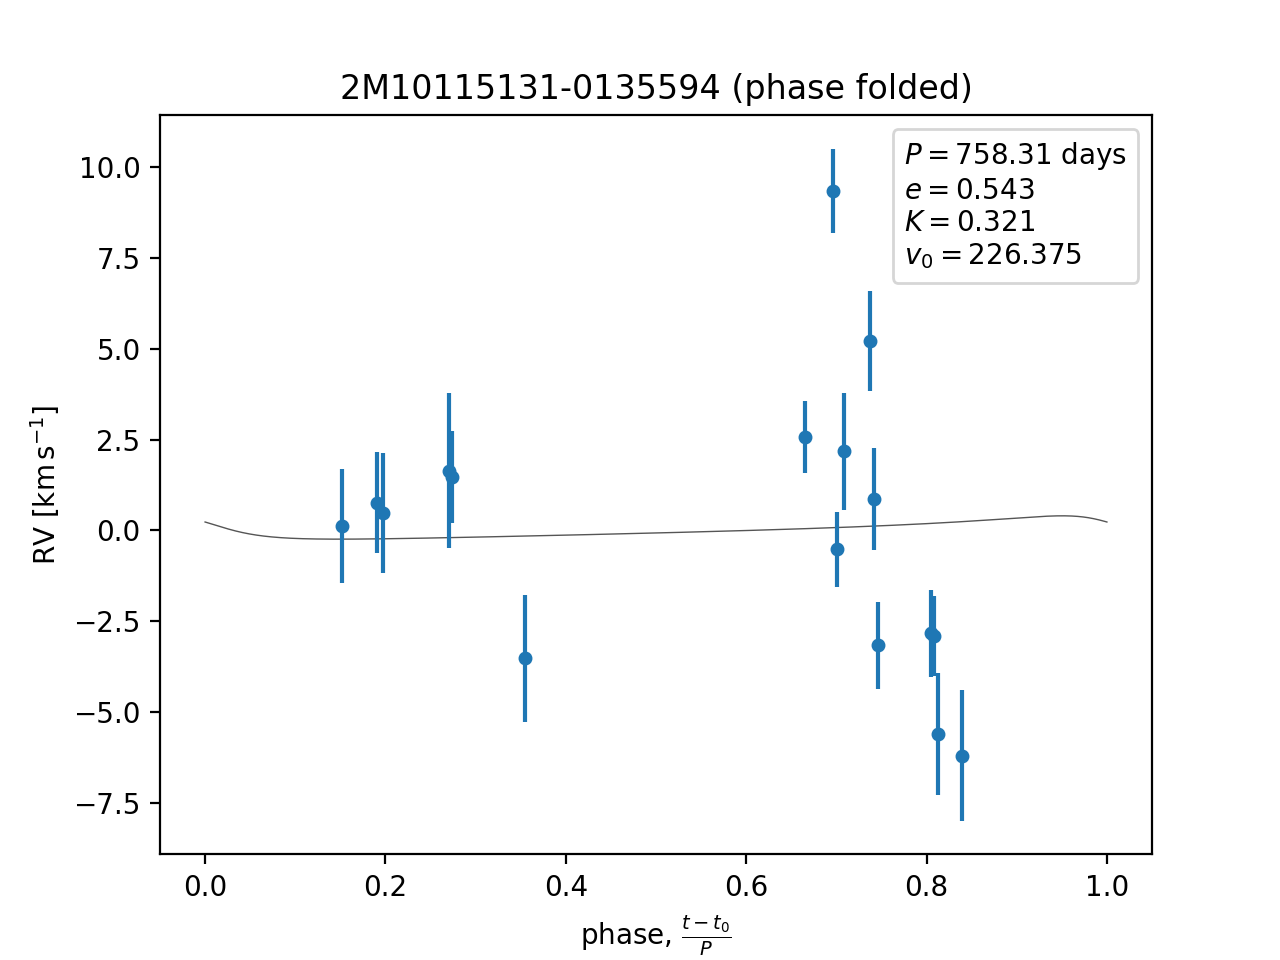 2M10115131-0135594 (phase folded)
P = 758.31 days
e = 0.543
K = 0.321
v₀ = 226.375
10.0
7.5
5.0
2.5
0.0
−2.5
−5.0
−7.5
RV [km s⁻¹]
0.0 0.2 0.4 0.6 0.8 1.0
phase, (t − t₀)/P